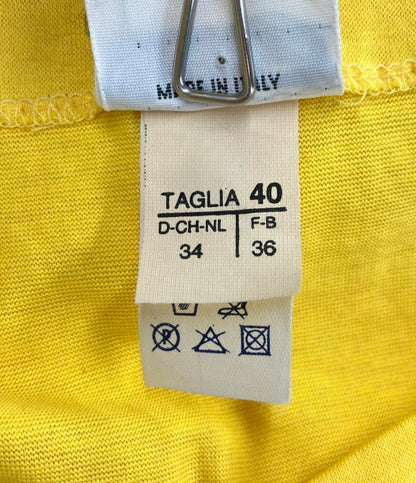 MADE IN ITALY
TAGLIA 40
D-CH-NL F-B
34 36
P